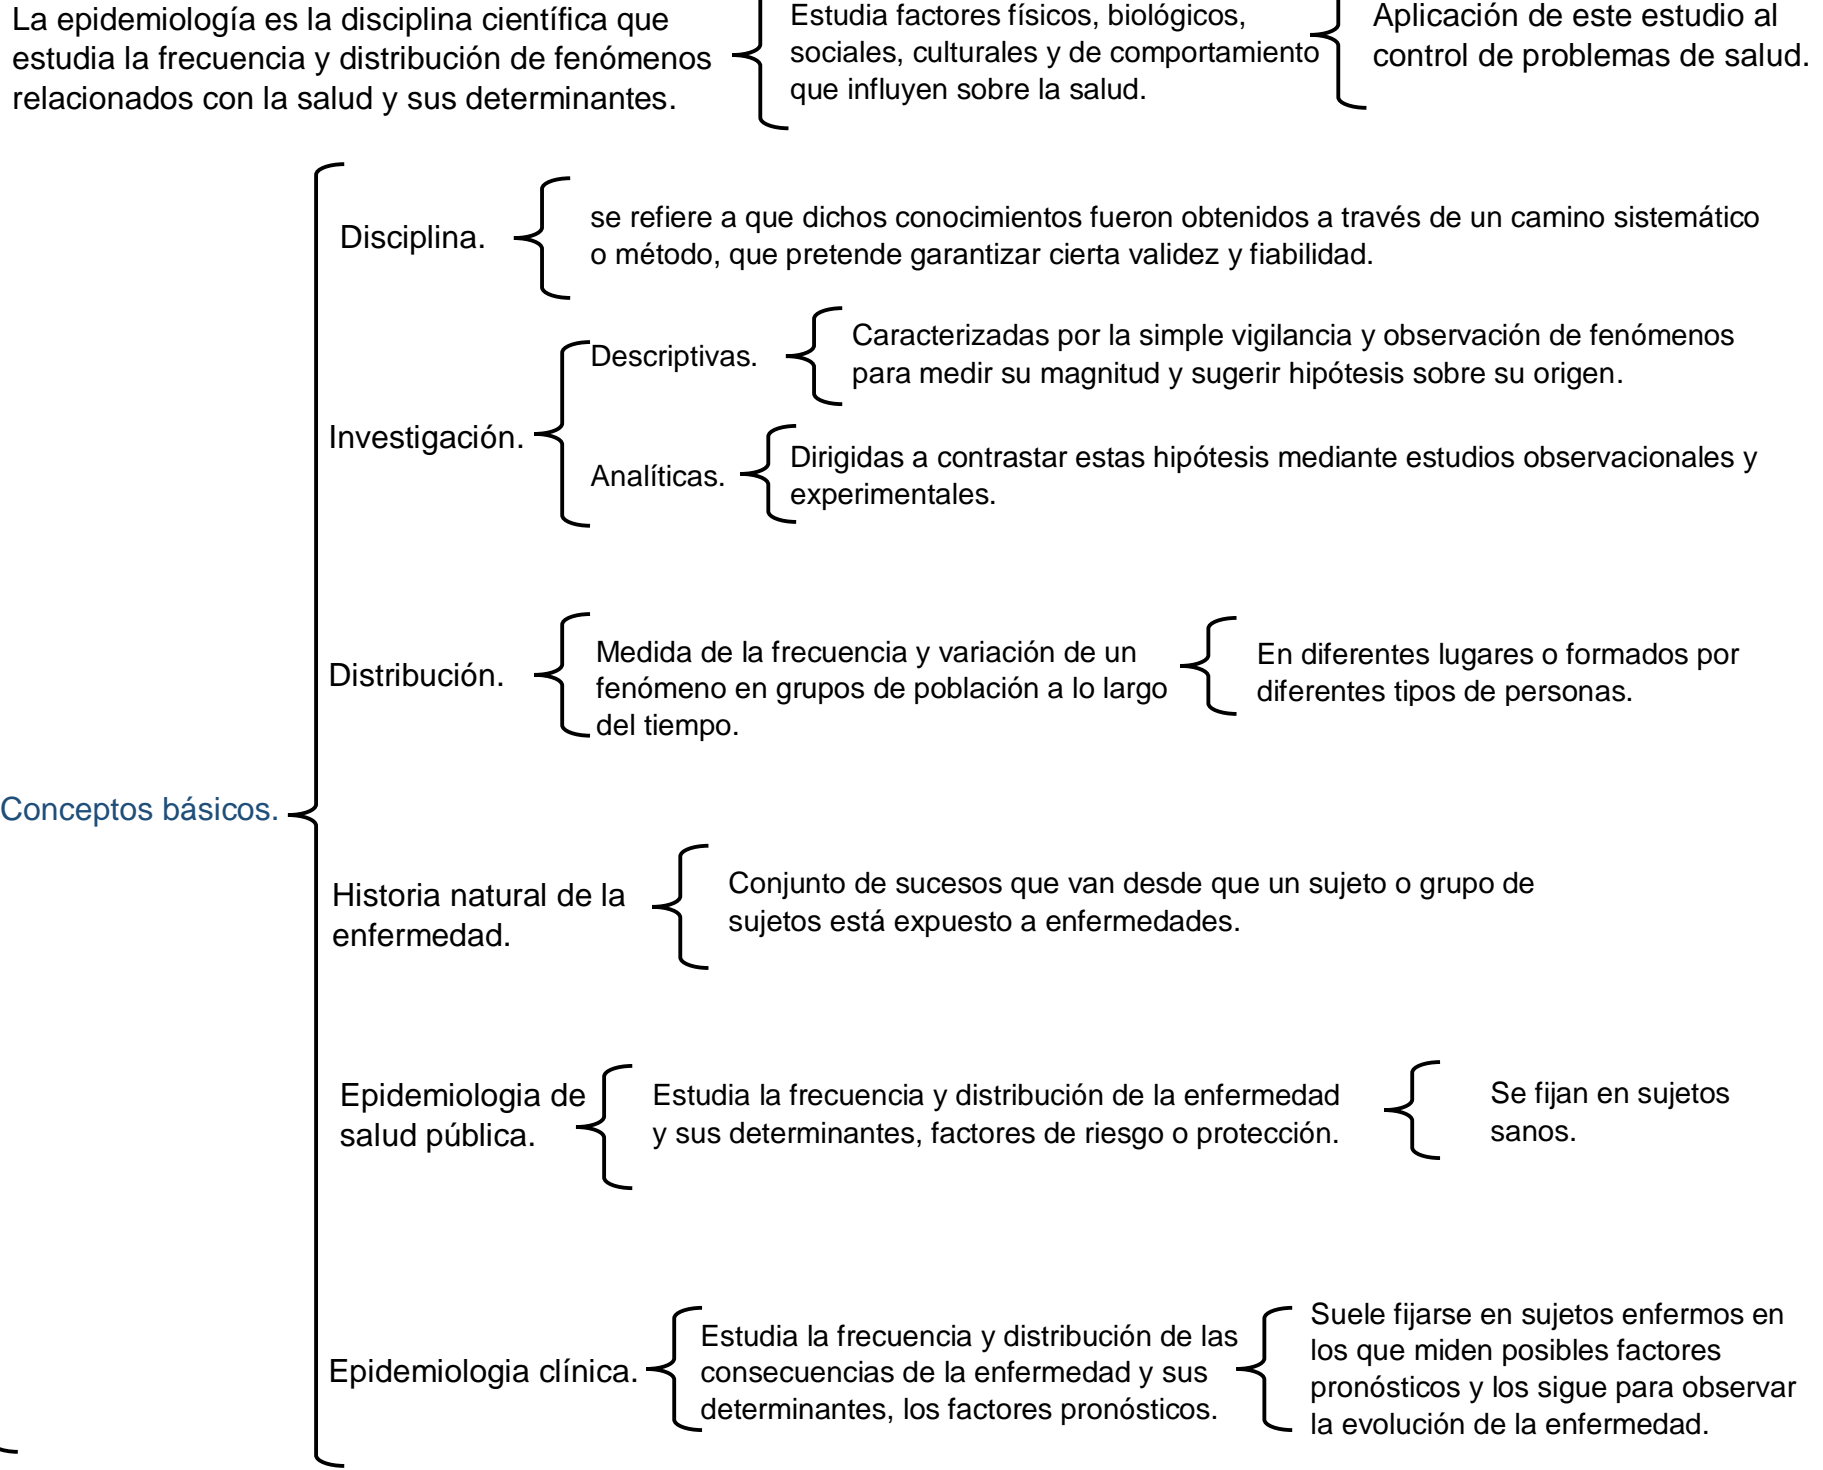 La epidemiología es la disciplina científica que
estudia la frecuencia y distribución de fenómenos
relacionados con la salud y sus determinantes.
Estudia factores físicos, biológicos,
sociales, culturales y de comportamiento
que influyen sobre la salud.
Aplicación de este estudio al
control de problemas de salud.
Conceptos básicos.
Disciplina.
se refiere a que dichos conocimientos fueron obtenidos a través de un camino sistemático
o método, que pretende garantizar cierta validez y fiabilidad.
Investigación.
Descriptivas.
Caracterizadas por la simple vigilancia y observación de fenómenos
para medir su magnitud y sugerir hipótesis sobre su origen.
Analíticas.
Dirigidas a contrastar estas hipótesis mediante estudios observacionales y
experimentales.
Distribución.
Medida de la frecuencia y variación de un
fenómeno en grupos de población a lo largo
del tiempo.
En diferentes lugares o formados por
diferentes tipos de personas.
Historia natural de la
enfermedad.
Conjunto de sucesos que van desde que un sujeto o grupo de
sujetos está expuesto a enfermedades.
Epidemiologia de
salud pública.
Estudia la frecuencia y distribución de la enfermedad
y sus determinantes, factores de riesgo o protección.
Se fijan en sujetos
sanos.
Epidemiologia clínica.
Estudia la frecuencia y distribución de las
consecuencias de la enfermedad y sus
determinantes, los factores pronósticos.
Suele fijarse en sujetos enfermos en
los que miden posibles factores
pronósticos y los sigue para observar
la evolución de la enfermedad.